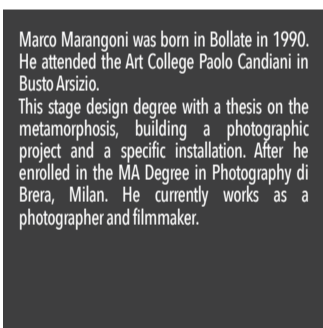 Marco Marangoni was born in Bollate in 1990.
He attended the Art College Paolo Candiani in
Busto Arsizio.
This stage design degree with a thesis on the
metamorphosis, building a photographic
project and a specific installation. After he
enrolled in the MA Degree in Photography di
Brera, Milan. He currently works as a
photographer and filmmaker.